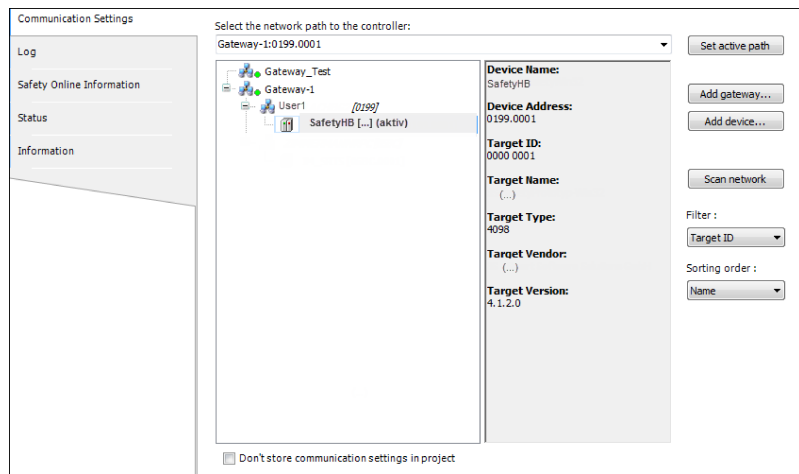 Communication Settings
Log
Safety Online Information
Status
Information
Select the network path to the controller:
Gateway-1:0199.0001
Set active path
Gateway_Test
Gateway-1
User1 [0199]
SafetyHB [...] (aktiv)
Device Name:
SafetyHB
Device Address:
0199.0001
Target ID:
0000 0001
Target Name:
(...)
Target Type:
4098
Target Vendor:
(...)
Target Version:
4.1.2.0
Add gateway...
Add device...
Scan network
Filter :
Target ID
Sorting order :
Name
Don't store communication settings in project